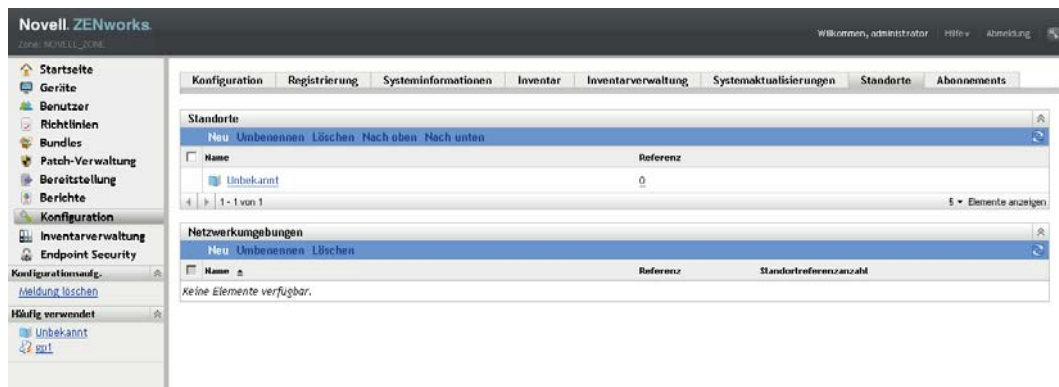 Novell. ZENworks.
Zone: NOVELL_ZONE
Willkommen, administrator Hilfe Abmeldung
Startseite
Geräte
Benutzer
Richtlinien
Bundles
Patch-Verwaltung
Bereitstellung
Berichte
Konfiguration
Inventarverwaltung
Endpoint Security
Konfigurationsaufg.
Meldung löschen
Häufig verwendet
Unbekannt
gp1
Konfiguration Registrierung Systeminformationen Inventar Inventarverwaltung Systemaktualisierungen Standorte Abonnements
Standorte
Neu Umbenennen Löschen Nach oben Nach unten
Name Referenz
Unbekannt 0
1 - 1 von 1 5 Elemente anzeigen
Netzwerkumgebungen
Neu Umbenennen Löschen
Name Referenz Standortreferenzanzahl
Keine Elemente verfügbar.